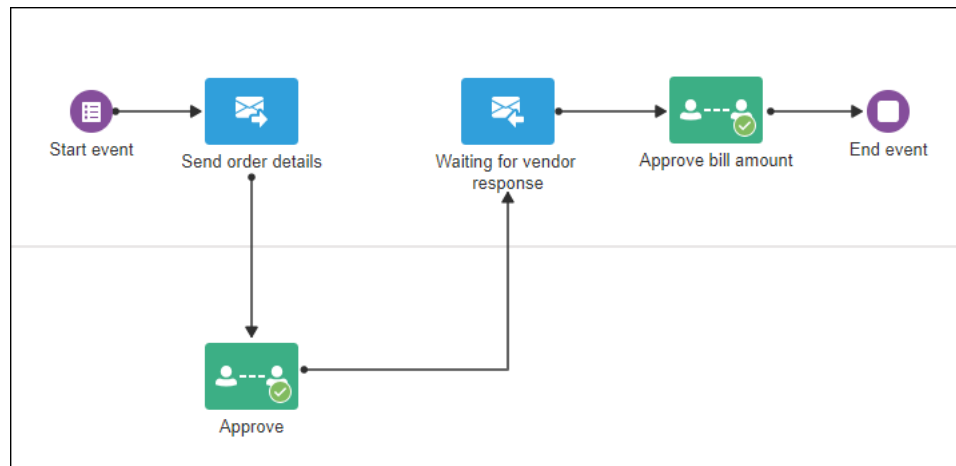 Start event
Send order details
Waiting for vendor
response
Approve bill amount
End event
Approve